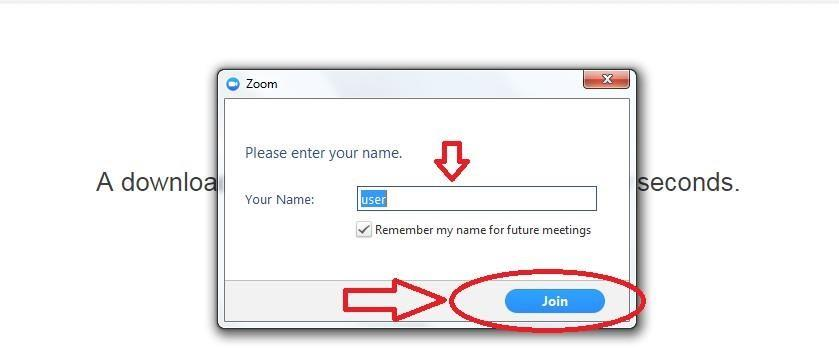 Zoom
Please enter your name.
A downloa seconds.
Your Name: user
Remember my name for future meetings
Join